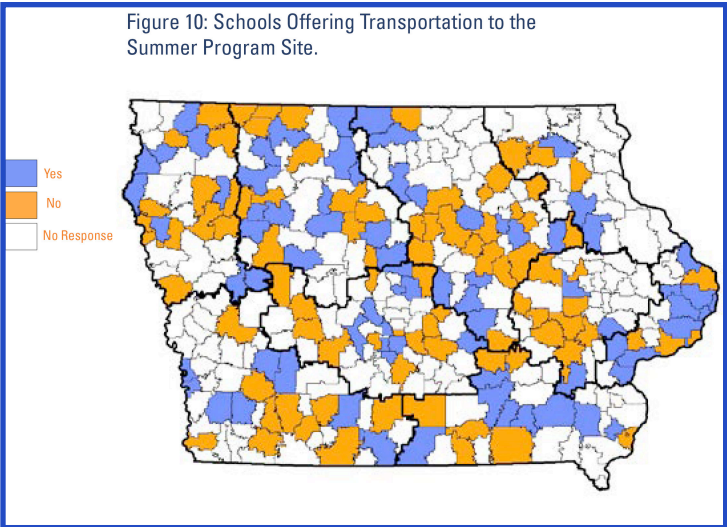 Figure 10: Schools Offering Transportation to the
Summer Program Site.
Yes
No
No Response